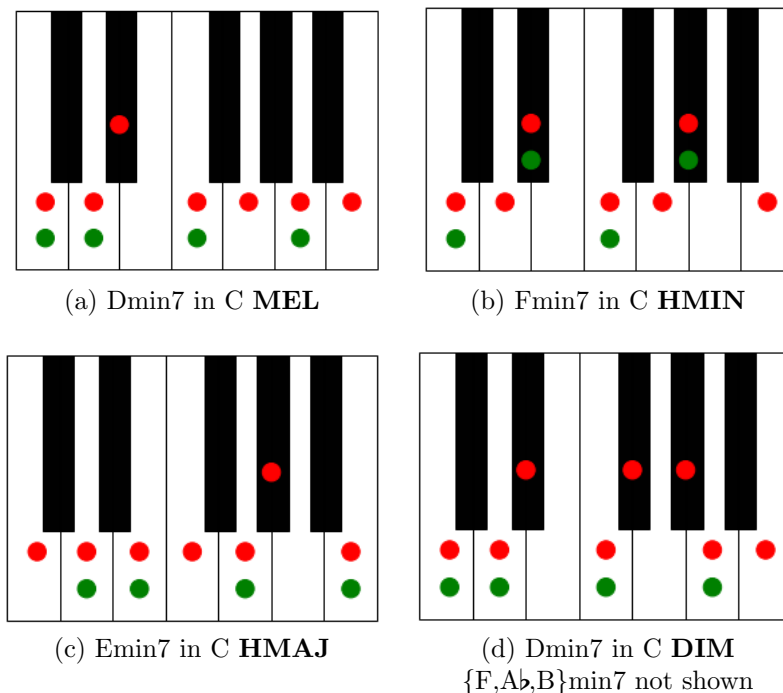 (a) Dmin7 in C MEL
(b) Fmin7 in C HMIN
(c) Emin7 in C HMAJ
(d) Dmin7 in C DIM
{F,A♭,B}min7 not shown